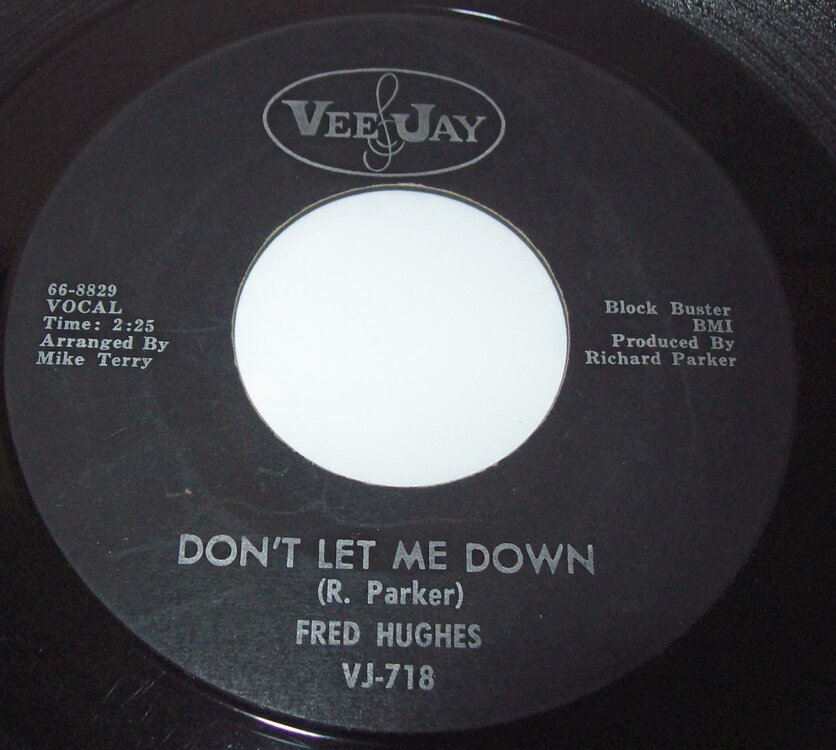 VEE JAY
66-8829
VOCAL
Time: 2:25
Arranged By
Mike Terry
Block Buster
BMI
Produced By
Richard Parker
DON'T LET ME DOWN
(R. Parker)
FRED HUGHES
VJ-718